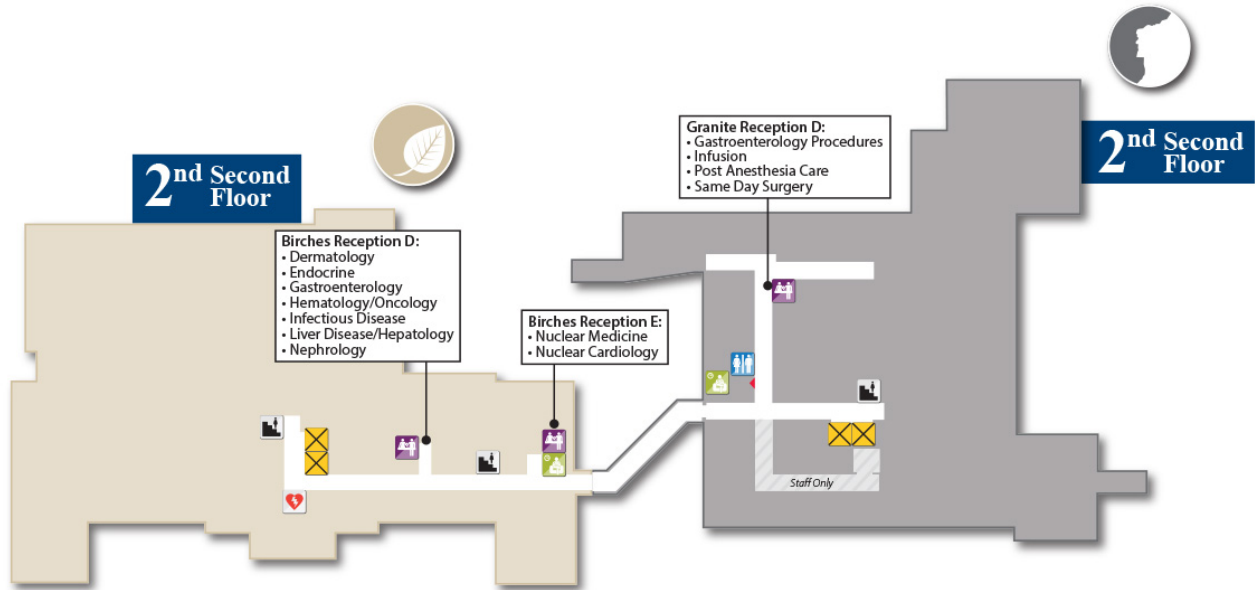 2nd Second
Floor
Birches Reception D:
• Dermatology
• Endocrine
• Gastroenterology
• Hematology/Oncology
• Infectious Disease
• Liver Disease/Hepatology
• Nephrology
Birches Reception E:
• Nuclear Medicine
• Nuclear Cardiology
Granite Reception D:
• Gastroenterology Procedures
• Infusion
• Post Anesthesia Care
• Same Day Surgery
2nd Second
Floor
Staff Only